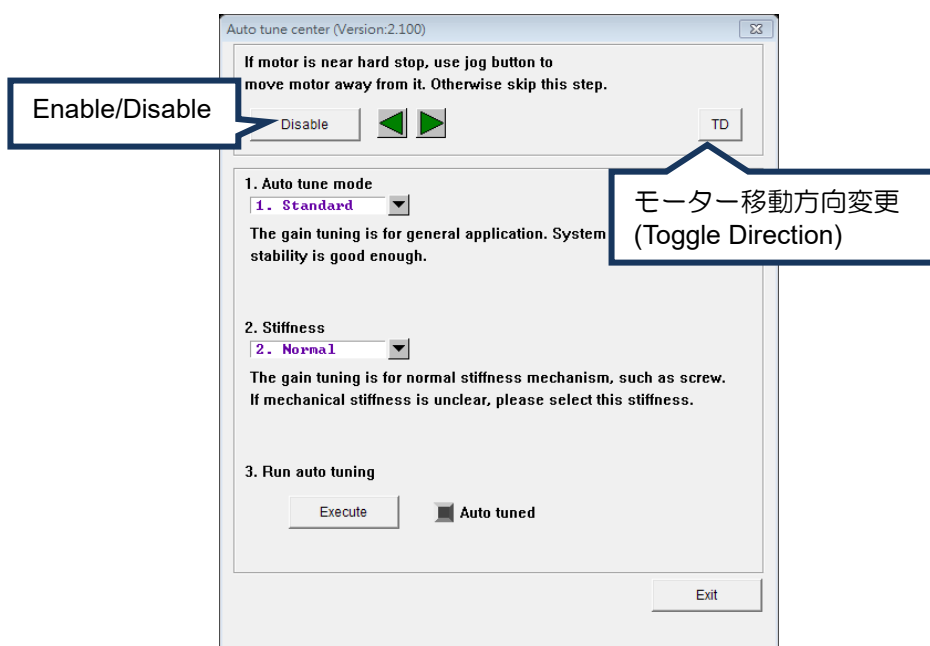 Auto tune center (Version:2.100)
If motor is near hard stop, use jog button to
move motor away from it. Otherwise skip this step.
Enable/Disable
Disable
TD
モーター移動方向変更
(Toggle Direction)
1. Auto tune mode
1. Standard
The gain tuning is for general application. System
stability is good enough.
2. Stiffness
2. Normal
The gain tuning is for normal stiffness mechanism, such as screw.
If mechanical stiffness is unclear, please select this stiffness.
3. Run auto tuning
Execute
Auto tuned
Exit